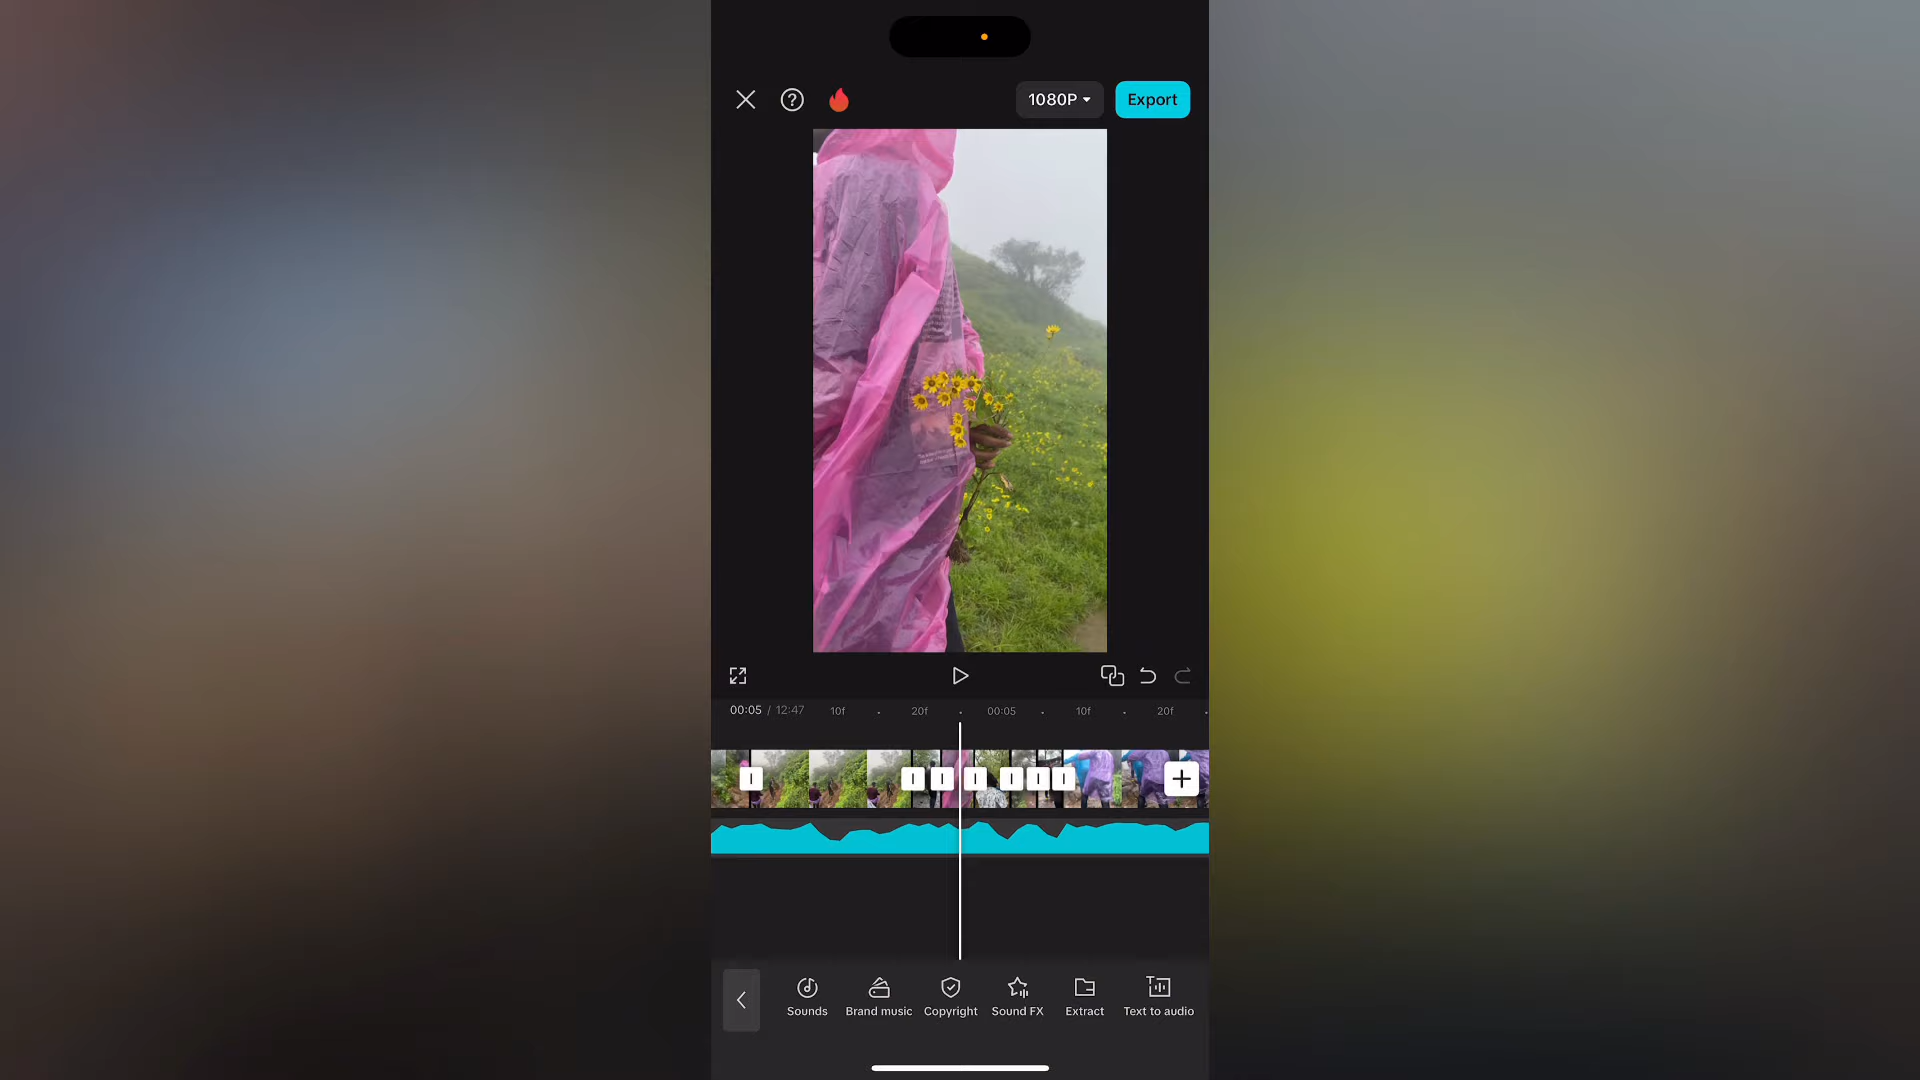 1080P
Export
00:05 / 12:47
10f
20f
00:05
10f
20f
Sounds
Brand music
Copyright
Sound FX
Extract
Text to audio